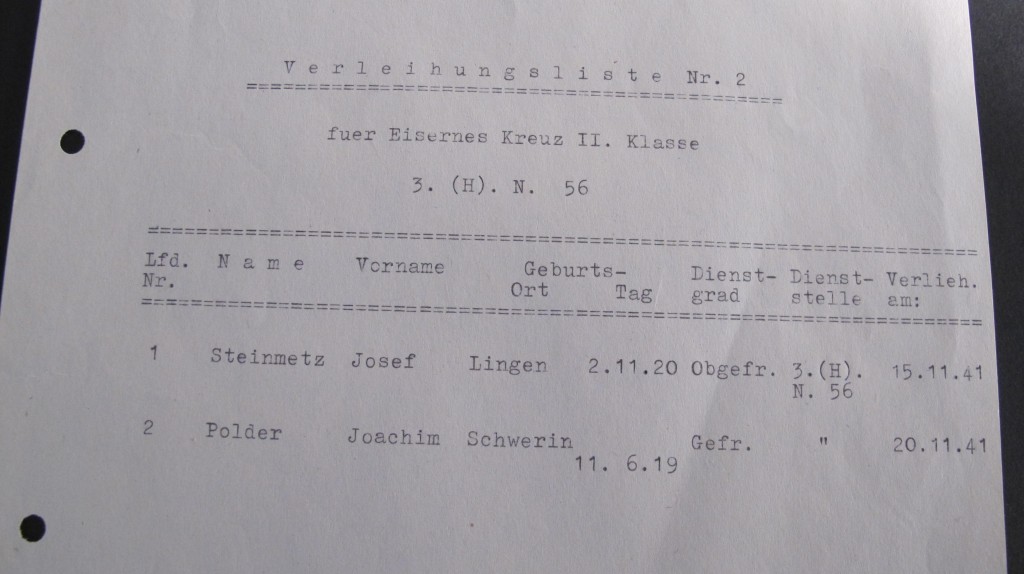 V e r l e i h u n g s l i s t e Nr. 2
============================================
fuer Eisernes Kreuz II. Klasse
3. (H). N. 56
======================================================================
Lfd. N a m e Vorname Geburts- Dienst- Dienst- Verlieh.
Nr. Ort Tag grad stelle am:
======================================================================
1 Steinmetz Josef Lingen 2.11.20 Obgefr. 3.(H). 15.11.41
N. 56
2 Polder Joachim Schwerin Gefr. " 20.11.41
11. 6.19